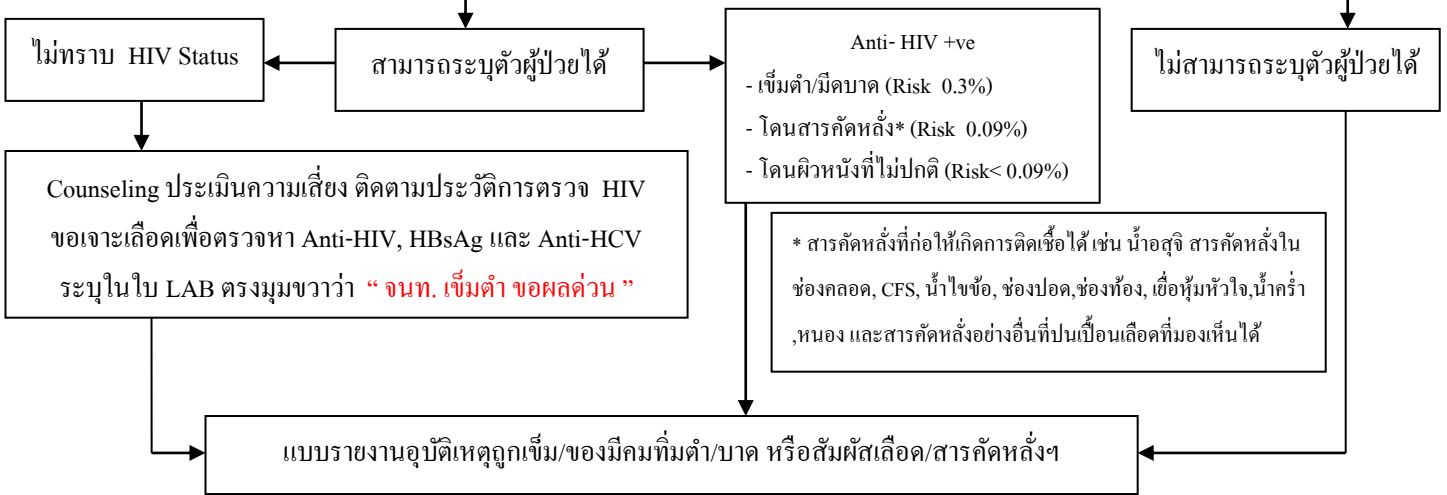 ไม่ทราบ HIV Status
สามารถระบุตัวผู้ป่วยได้
Anti- HIV +ve
- เข็มตำ/มีดบาด (Risk 0.3%)
- โดนสารคัดหลั่ง* (Risk 0.09%)
- โดนผิวหนังที่ไม่ปกติ (Risk< 0.09%)
ไม่สามารถระบุตัวผู้ป่วยได้
Counseling ประเมินความเสี่ยง ติดตามประวัติการตรวจ HIV
ขอเจาะเลือดเพื่อตรวจหา Anti-HIV, HBsAg และ Anti-HCV
ระบุในใบ LAB ตรงมุมขวาว่า “ จนท. เข็มตำ ขอผลด่วน ”
* สารคัดหลั่งที่ก่อให้เกิดการติดเชื้อได้ เช่น น้ำอสุจิ สารคัดหลั่งใน
ช่องคลอด, CFS, น้ำไขข้อ, ช่องปอด,ช่องท้อง, เยื่อหุ้มหัวใจ,น้ำคร่ำ
,หนอง และสารคัดหลั่งอย่างอื่นที่ปนเปื้อนเลือดที่มองเห็นได้
แบบรายงานอุบัติเหตุถูกเข็ม/ของมีคมทิ่มตำ/บาด หรือสัมผัสเลือด/สารคัดหลั่งฯ